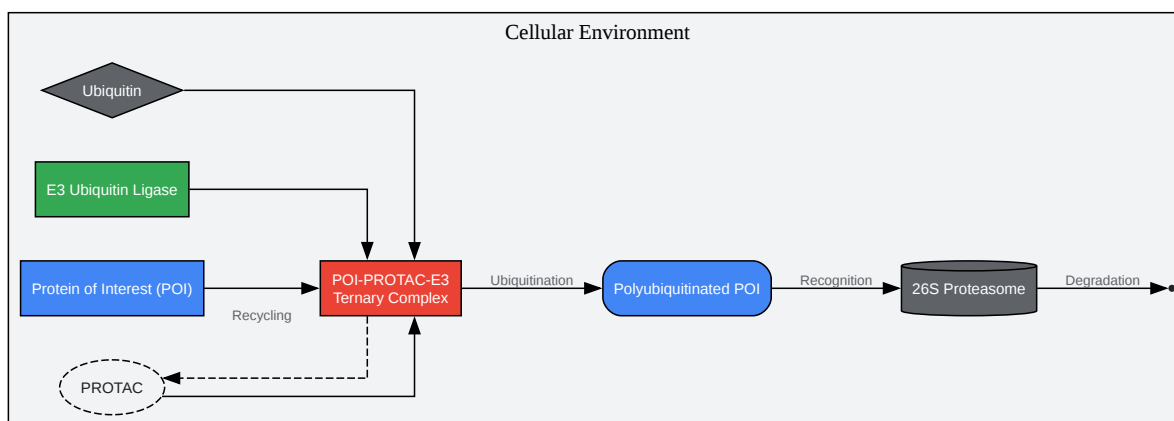 Cellular Environment
Ubiquitin
E3 Ubiquitin Ligase
Protein of Interest (POI)
Recycling
PROTAC
POI-PROTAC-E3
Ternary Complex
Ubiquitination
Polyubiquitinated POI
Recognition
26S Proteasome
Degradation